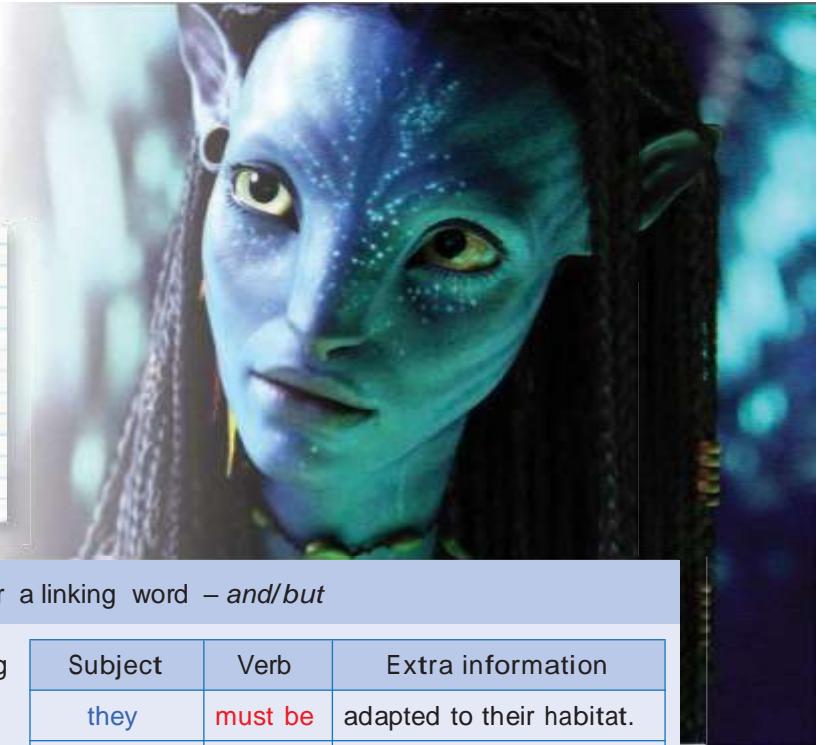 r a linking word – and/but
g Subject Verb Extra information
they must be adapted to their habitat.